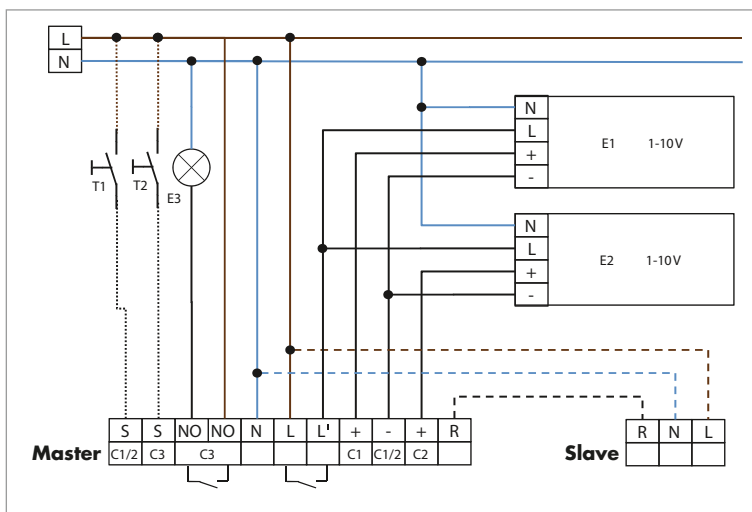 L
N
N
L
E1 1-10V
+
-
T1
T2
E3
N
L
E2 1-10V
+
-
Master
S S NO NO N L L' + - + R
C1/2 C3 C3 C1 C1/2 C2
Slave
R N L